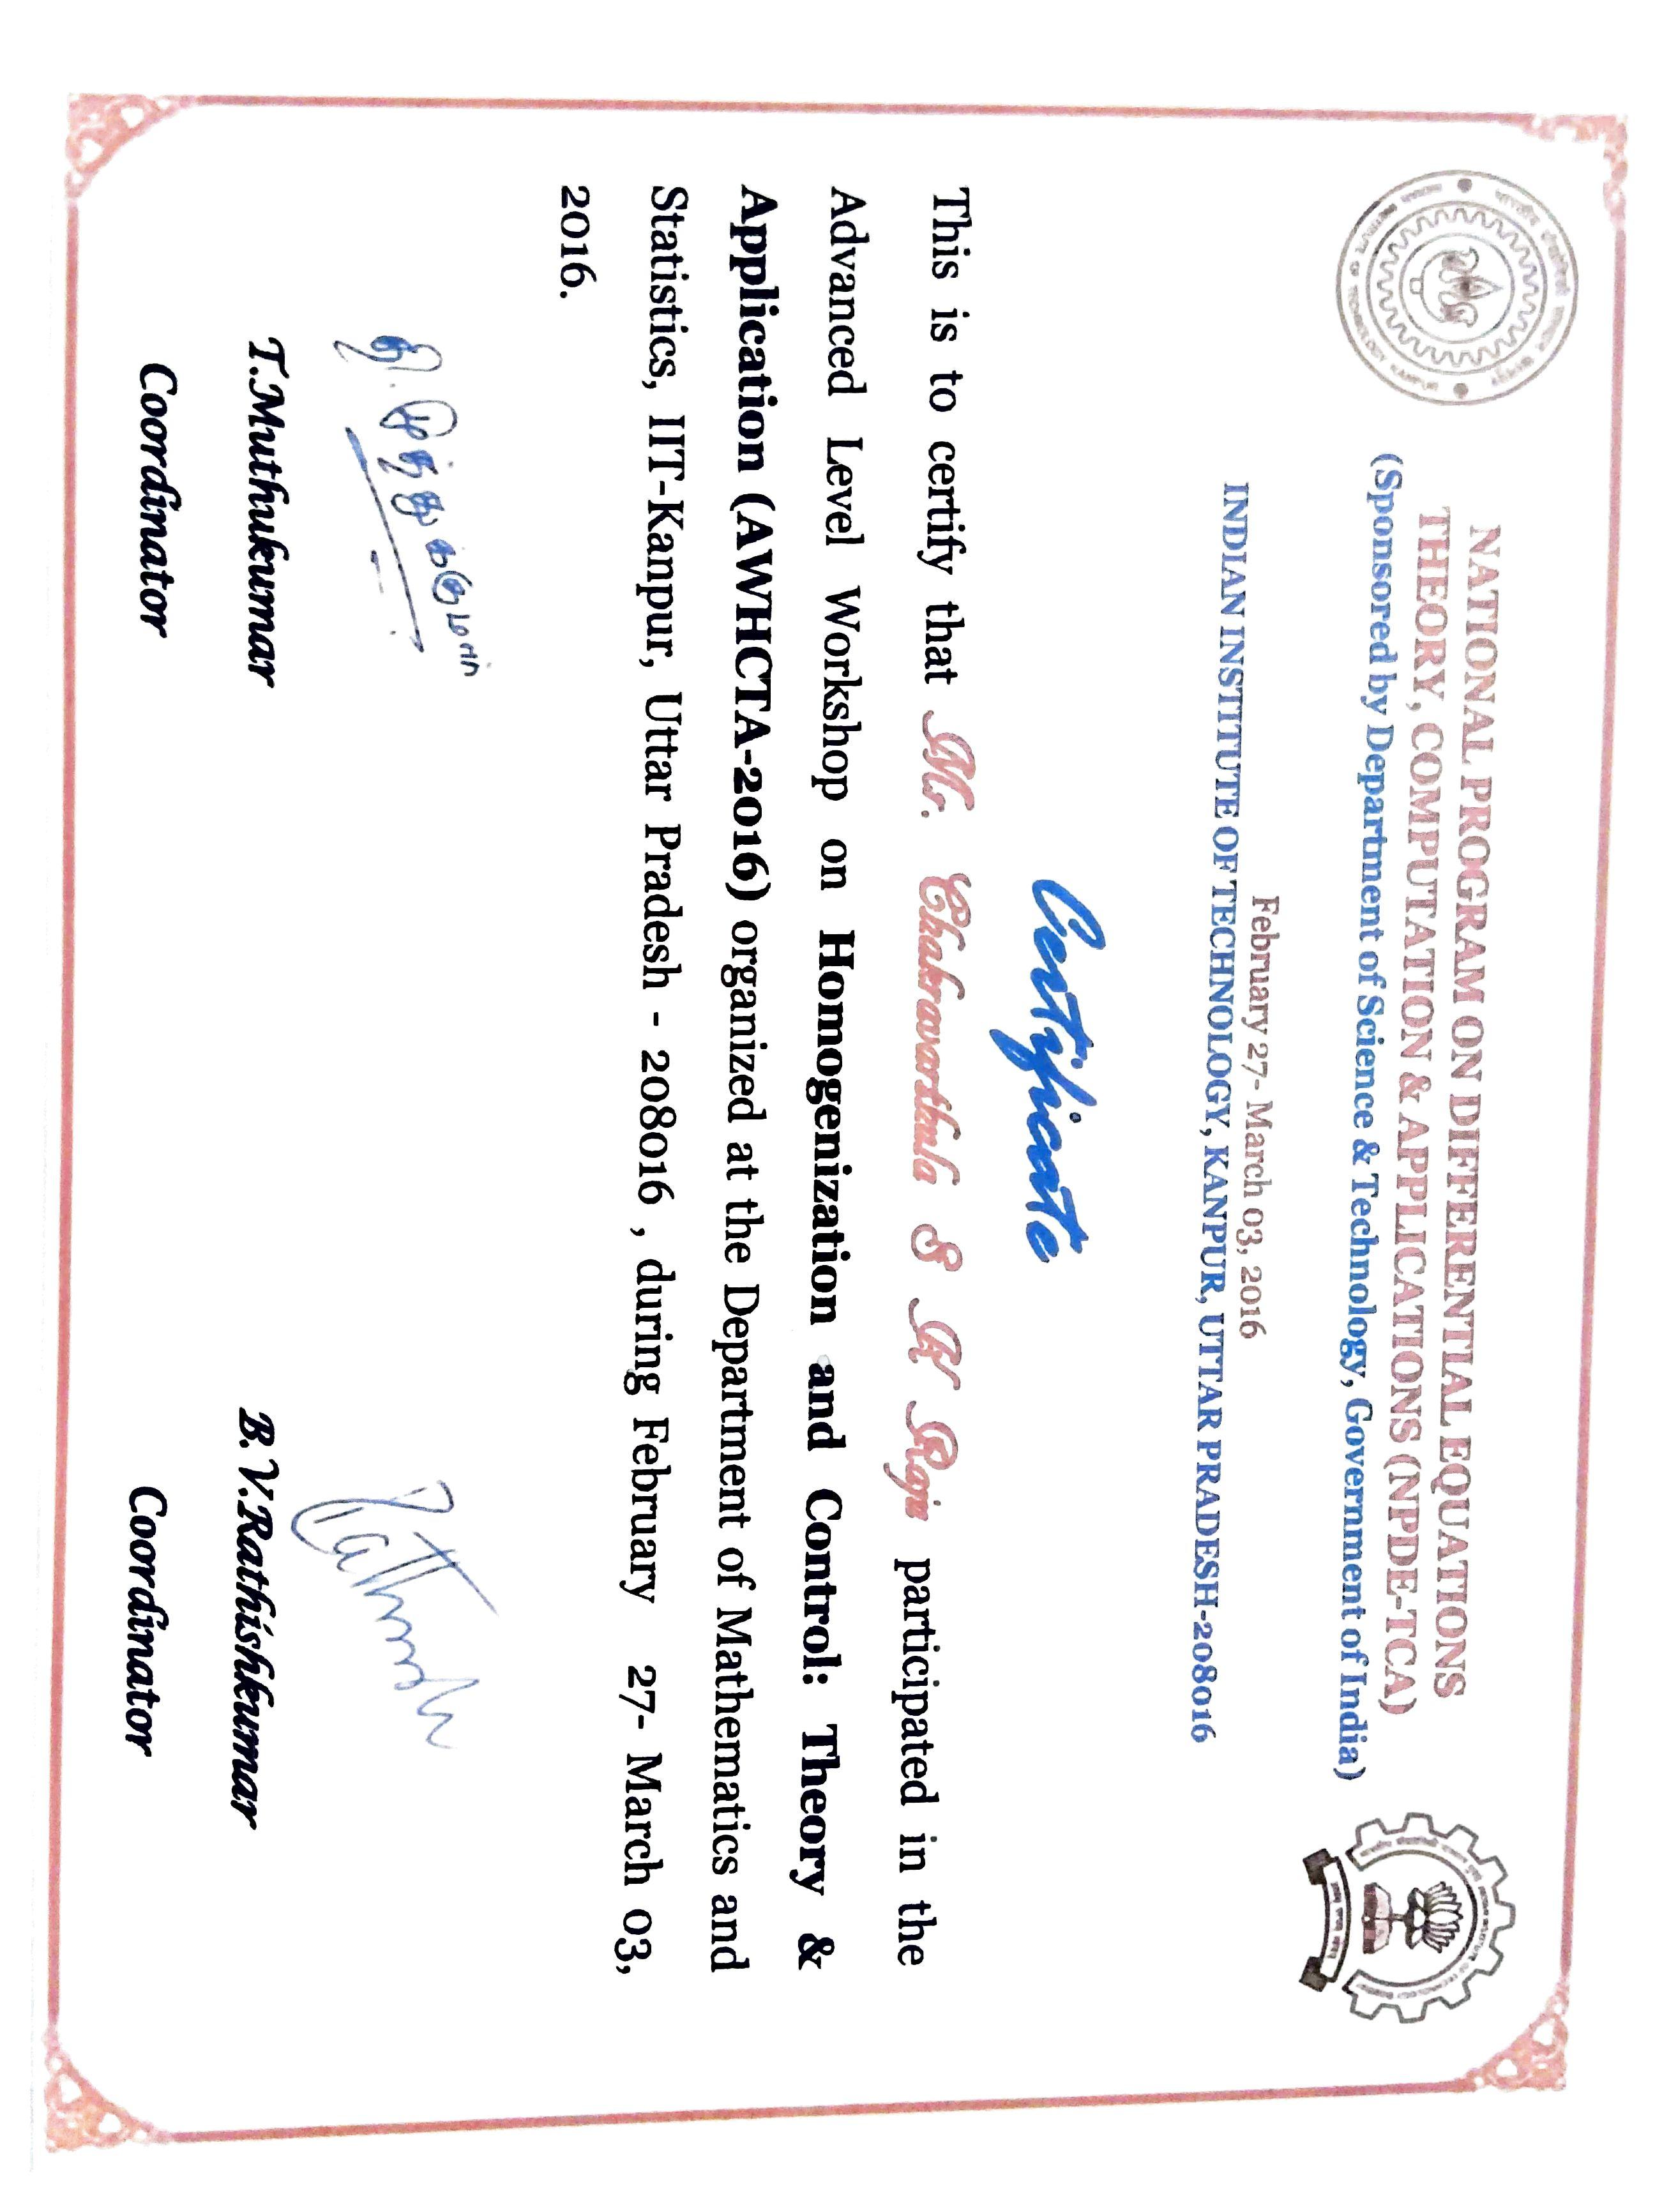 NATIONAL PROGRAM ON DIFFERENTIAL EQUATIONS
THEORY, COMPUTATION & APPLICATIONS (NPDE-TCA)
(Sponsored by Department of Science & Technology, Government of India)
February 27- March 03, 2016
INDIAN INSTITUTE OF TECHNOLOGY, KANPUR, UTTAR PRADESH-208016
Certificate
This is to certify that Mr. Chakravarthula S K Raju participated in the
Advanced Level Workshop on Homogenization and Control: Theory &
Application (AWHCTA-2016) organized at the Department of Mathematics and
Statistics, IIT-Kanpur, Uttar Pradesh - 208016 , during February 27- March 03,
2016.
தி. முத்துக்குமார்
T.Muthukumar
B.V.Rathishkumar
Coordinator
Coordinator